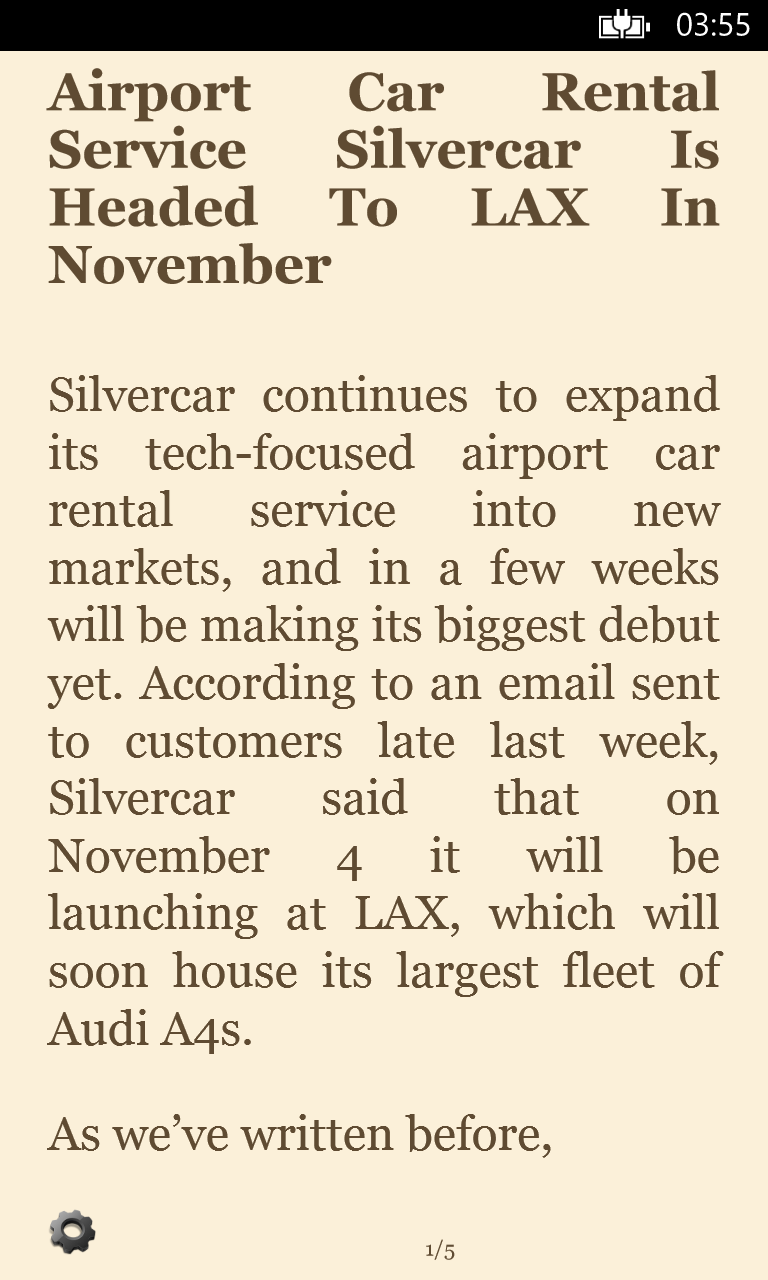 03:55
Airport Car Rental
Service Silvercar Is
Headed To LAX In
November
Silvercar continues to expand
its tech-focused airport car
rental service into new
markets, and in a few weeks
will be making its biggest debut
yet. According to an email sent
to customers late last week,
Silvercar said that on
November 4 it will be
launching at LAX, which will
soon house its largest fleet of
Audi A4s.
As we’ve written before,
1/5